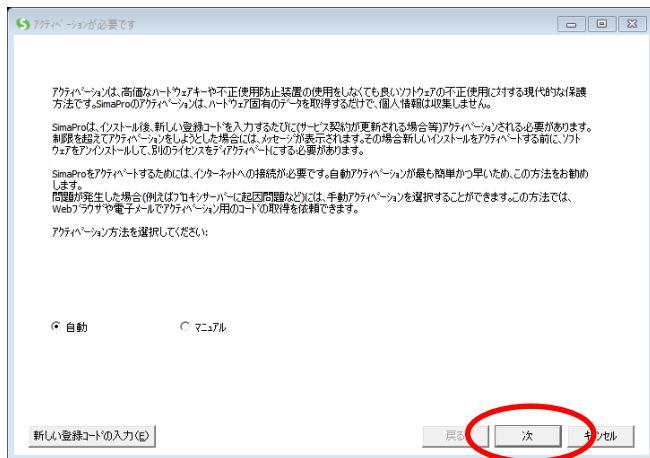 アクティベーションが必要です
アクティベーションは、高価なハードウェアキーや不正使用防止装置の使用をしなくても良いソフトウェアの不正使用に対する現代的な保護
方法です。SimaProのアクティベーションは、ハードウェア固有のデータを取得するだけで、個人情報は収集しません。
SimaProは、インストール後、新しい登録コードを入力するたびに(サービス契約が更新される場合等)アクティベーションされる必要があります。
制限を超えてアクティベーションをしようとした場合には、メッセージが表示されます。その場合新しいインストールをアクティベートする前に、ソフト
ウェアをアンインストールして、別のライセンスをディアクティベートにする必要があります。
SimaProをアクティベートするためには、インターネットへの接続が必要です。自動アクティベーションが最も簡単かつ早いため、この方法をお勧め
します。
問題が発生した場合(例えばプロキシサーバーに起因問題など)には、手動アクティベーションを選択することができます。この方法では、
Webブラウザや電子メールでアクティベーション用のコードの取得を依頼できます。
アクティベーション方法を選択してください:
自動 マニュアル
新しい登録コードの入力(E) 戻る 次 キャンセル